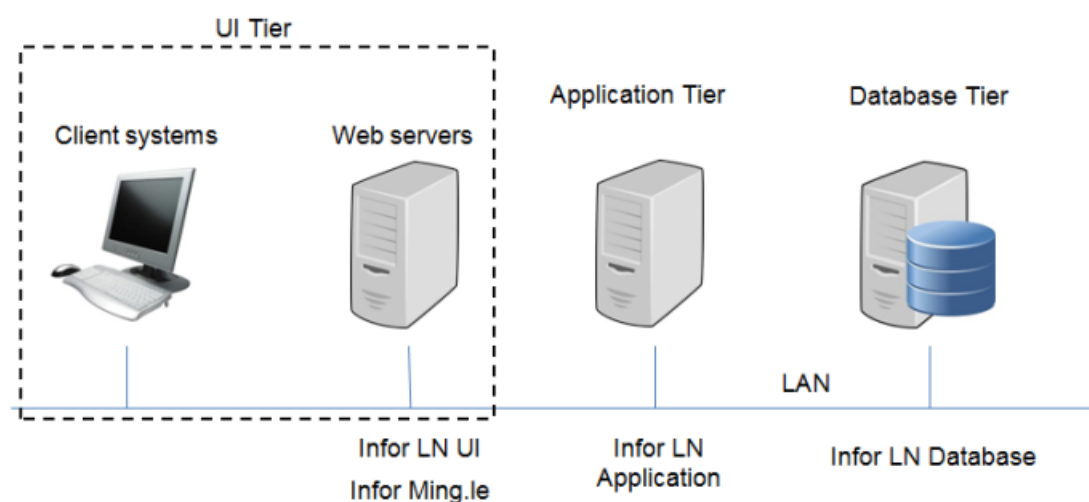 UI Tier
Application Tier
Database Tier
Client systems
Web servers
LAN
Infor LN UI
Infor Ming.le
Infor LN
Application
Infor LN Database